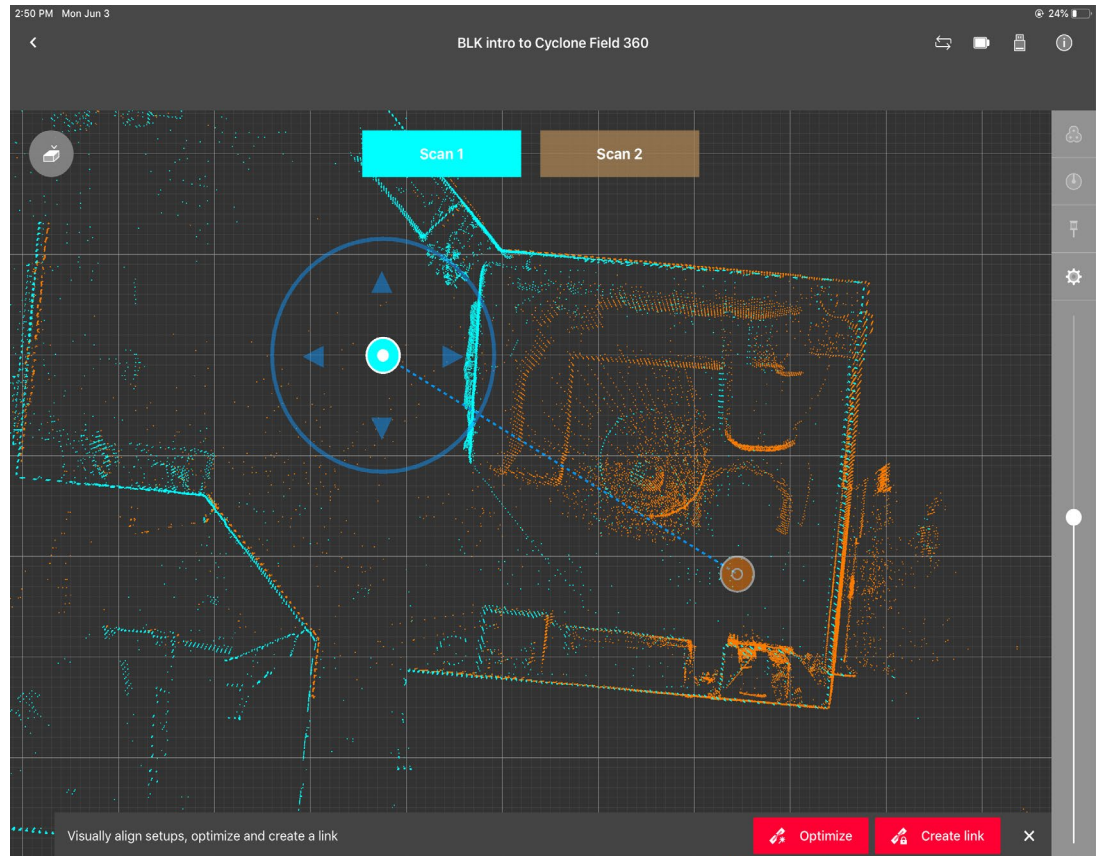 2:50 PM Mon Jun 3
24%
BLK intro to Cyclone Field 360
Scan 1
Scan 2
Visually align setups, optimize and create a link
Optimize
Create link